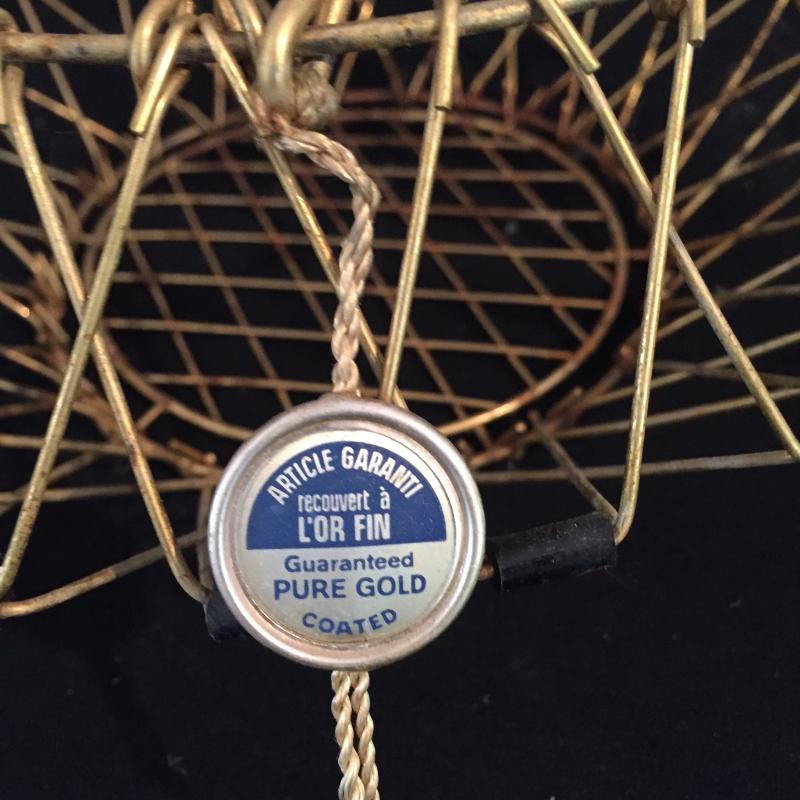 ARTICLE GARANTI
recouvert à
L'OR FIN
Guaranteed
PURE GOLD
COATED